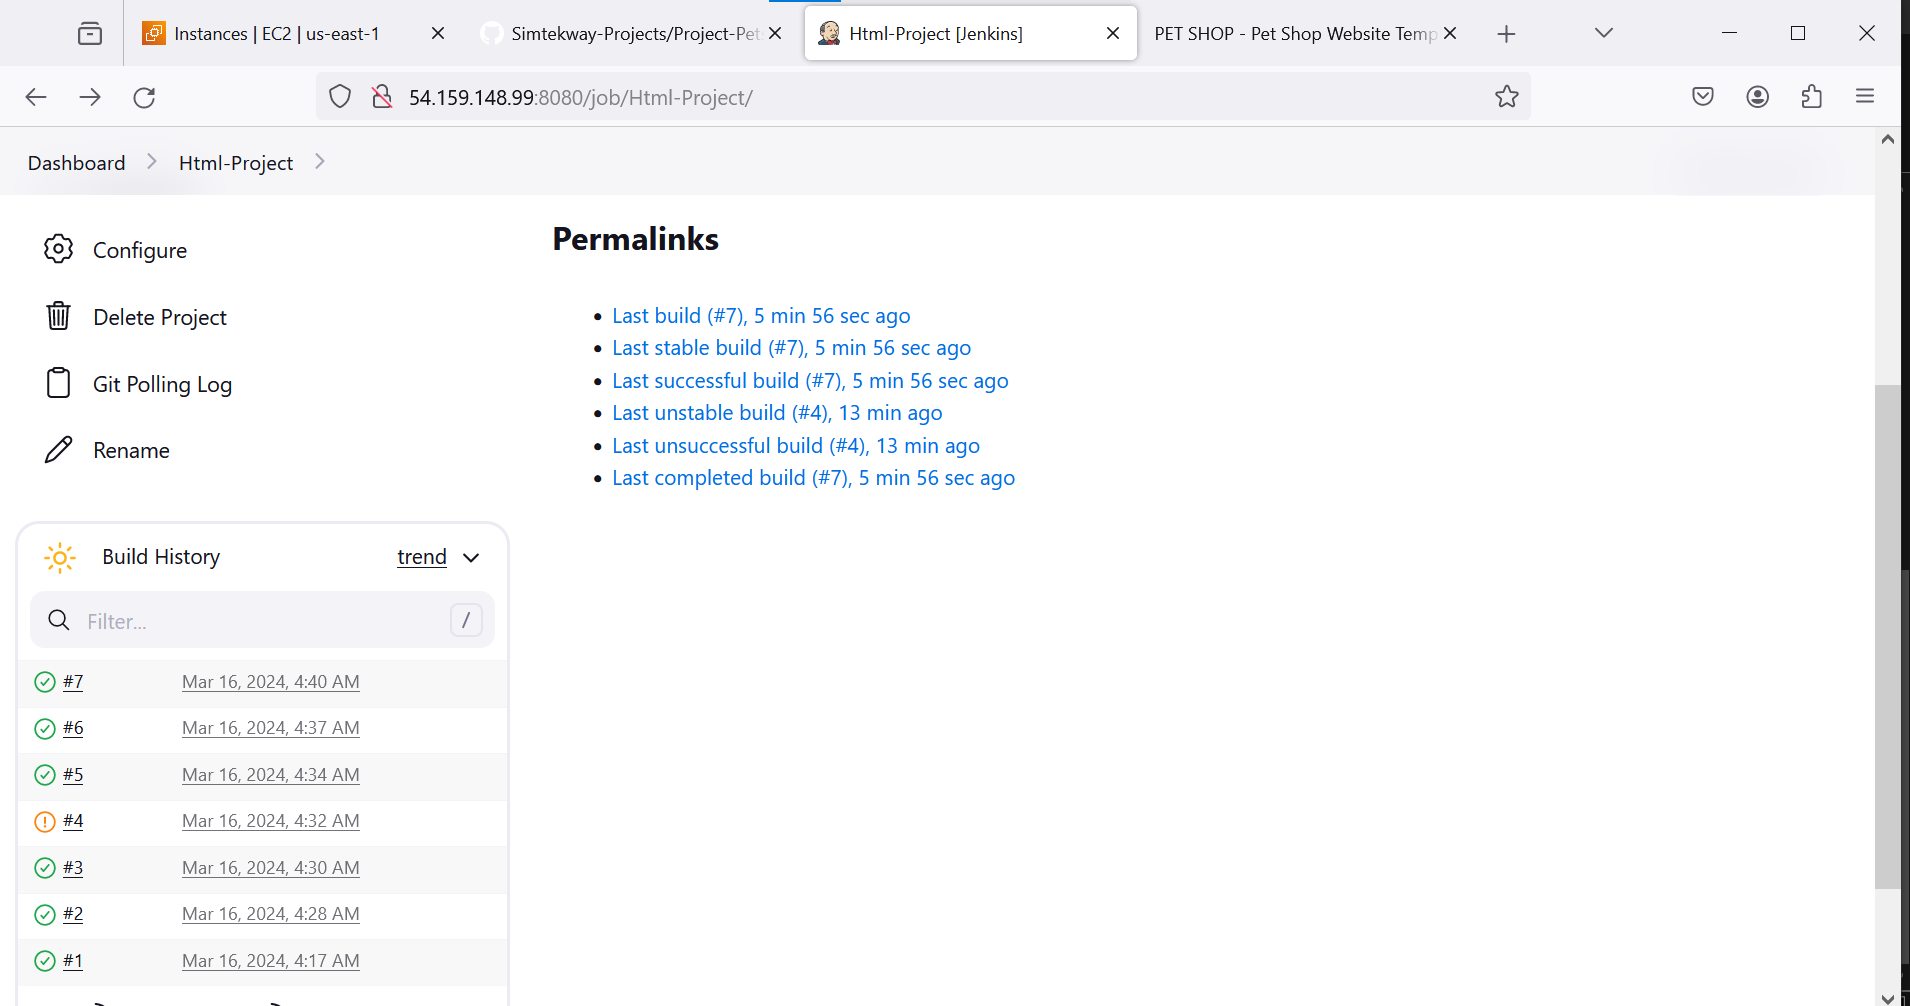 Instances | EC2 | us-east-1
Simtekway-Projects/Project-Pet
Html-Project [Jenkins]
PET SHOP - Pet Shop Website Temp
54.159.148.99:8080/job/Html-Project/
Dashboard
Html-Project
Configure
Delete Project
Git Polling Log
Rename
Permalinks
Last build (#7), 5 min 56 sec ago
Last stable build (#7), 5 min 56 sec ago
Last successful build (#7), 5 min 56 sec ago
Last unstable build (#4), 13 min ago
Last unsuccessful build (#4), 13 min ago
Last completed build (#7), 5 min 56 sec ago
Build History trend
Filter... /
#7 Mar 16, 2024, 4:40 AM
#6 Mar 16, 2024, 4:37 AM
#5 Mar 16, 2024, 4:34 AM
#4 Mar 16, 2024, 4:32 AM
#3 Mar 16, 2024, 4:30 AM
#2 Mar 16, 2024, 4:28 AM
#1 Mar 16, 2024, 4:17 AM